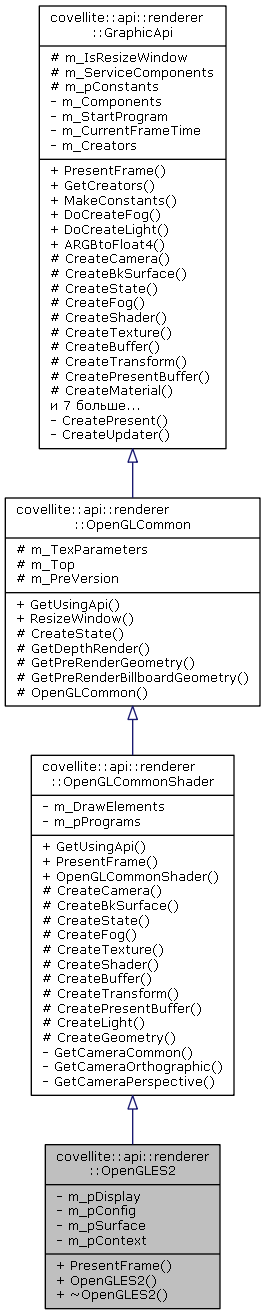 covellite::api::renderer
::GraphicApi
# m_IsResizeWindow
# m_ServiceComponents
# m_pConstants
- m_Components
- m_StartProgram
- m_CurrentFrameTime
- m_Creators
+ PresentFrame()
+ GetCreators()
+ MakeConstants()
+ DoCreateFog()
+ DoCreateLight()
+ ARGBtoFloat4()
# CreateCamera()
# CreateBkSurface()
# CreateState()
# CreateFog()
# CreateShader()
# CreateTexture()
# CreateBuffer()
# CreateTransform()
# CreatePresentBuffer()
# CreateMaterial()
и 7 больше...
- CreatePresent()
- CreateUpdater()
covellite::api::renderer
::OpenGLCommon
# m_TexParameters
# m_Top
# m_PreVersion
+ GetUsingApi()
+ ResizeWindow()
# CreateState()
# GetDepthRender()
# GetPreRenderGeometry()
# GetPreRenderBillboardGeometry()
# OpenGLCommon()
covellite::api::renderer
::OpenGLCommonShader
- m_DrawElements
- m_pPrograms
+ GetUsingApi()
+ PresentFrame()
+ OpenGLCommonShader()
# CreateCamera()
# CreateBkSurface()
# CreateState()
# CreateFog()
# CreateTexture()
# CreateShader()
# CreateBuffer()
# CreateTransform()
# CreatePresentBuffer()
# CreateLight()
# CreateGeometry()
- GetCameraCommon()
- GetCameraOrthographic()
- GetCameraPerspective()
covellite::api::renderer
::OpenGLES2
- m_pDisplay
- m_pConfig
- m_pSurface
- m_pContext
+ PresentFrame()
+ OpenGLES2()
+ ~OpenGLES2()